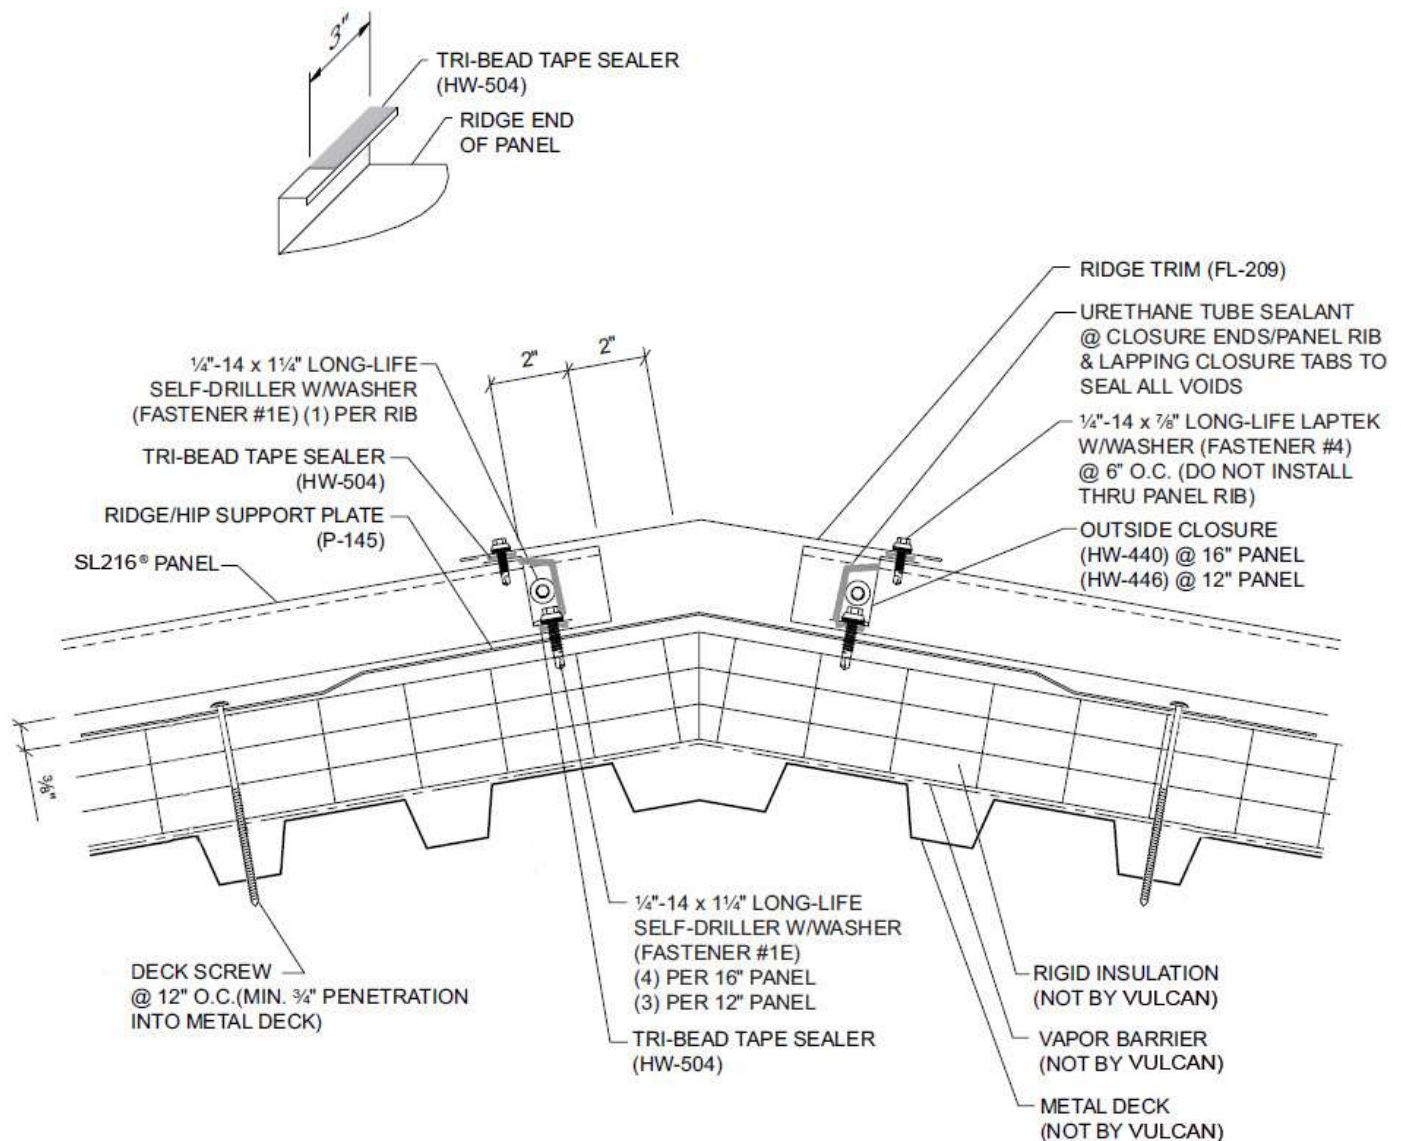 3"
TRI-BEAD TAPE SEALER
(HW-504)
RIDGE END
OF PANEL
RIDGE TRIM (FL-209)
URETHANE TUBE SEALANT
@ CLOSURE ENDS/PANEL RIB
& LAPPING CLOSURE TABS TO
SEAL ALL VOIDS
2"
2"
¼"-14 x 1¼" LONG-LIFE
SELF-DRILLER W/WASHER
(FASTENER #1E) (1) PER RIB
¼"-14 x ⅞" LONG-LIFE LAPTEK
W/WASHER (FASTENER #4)
@ 6" O.C. (DO NOT INSTALL
THRU PANEL RIB)
TRI-BEAD TAPE SEALER
(HW-504)
RIDGE/HIP SUPPORT PLATE
(P-145)
OUTSIDE CLOSURE
(HW-440) @ 16" PANEL
(HW-446) @ 12" PANEL
SL216® PANEL
⅜"
¼"-14 x 1¼" LONG-LIFE
SELF-DRILLER W/WASHER
(FASTENER #1E)
(4) PER 16" PANEL
(3) PER 12" PANEL
DECK SCREW
@ 12" O.C.(MIN. ¾" PENETRATION
INTO METAL DECK)
TRI-BEAD TAPE SEALER
(HW-504)
RIGID INSULATION
(NOT BY VULCAN)
VAPOR BARRIER
(NOT BY VULCAN)
METAL DECK
(NOT BY VULCAN)